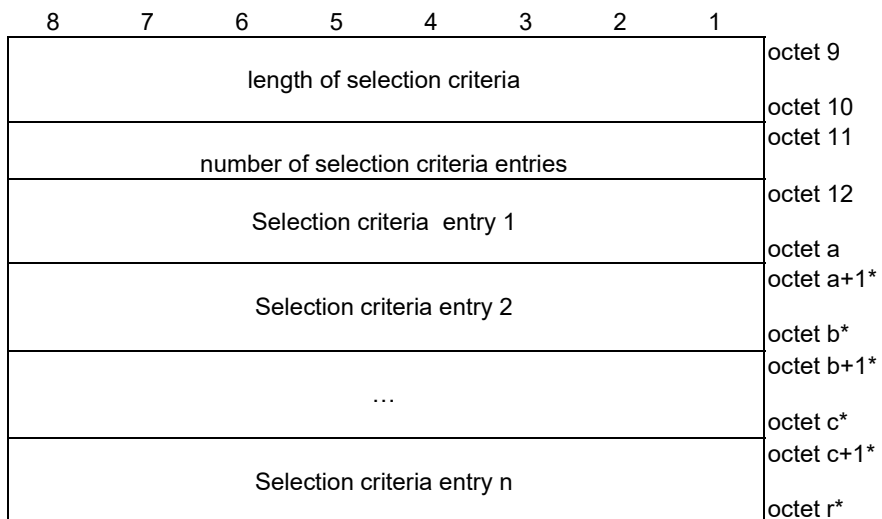 8 7 6 5 4 3 2 1
octet 9
length of selection criteria
octet 10
octet 11
number of selection criteria entries
octet 12
Selection criteria entry 1
octet a
octet a+1*
Selection criteria entry 2
octet b*
octet b+1*
…
octet c*
octet c+1*
Selection criteria entry n
octet r*